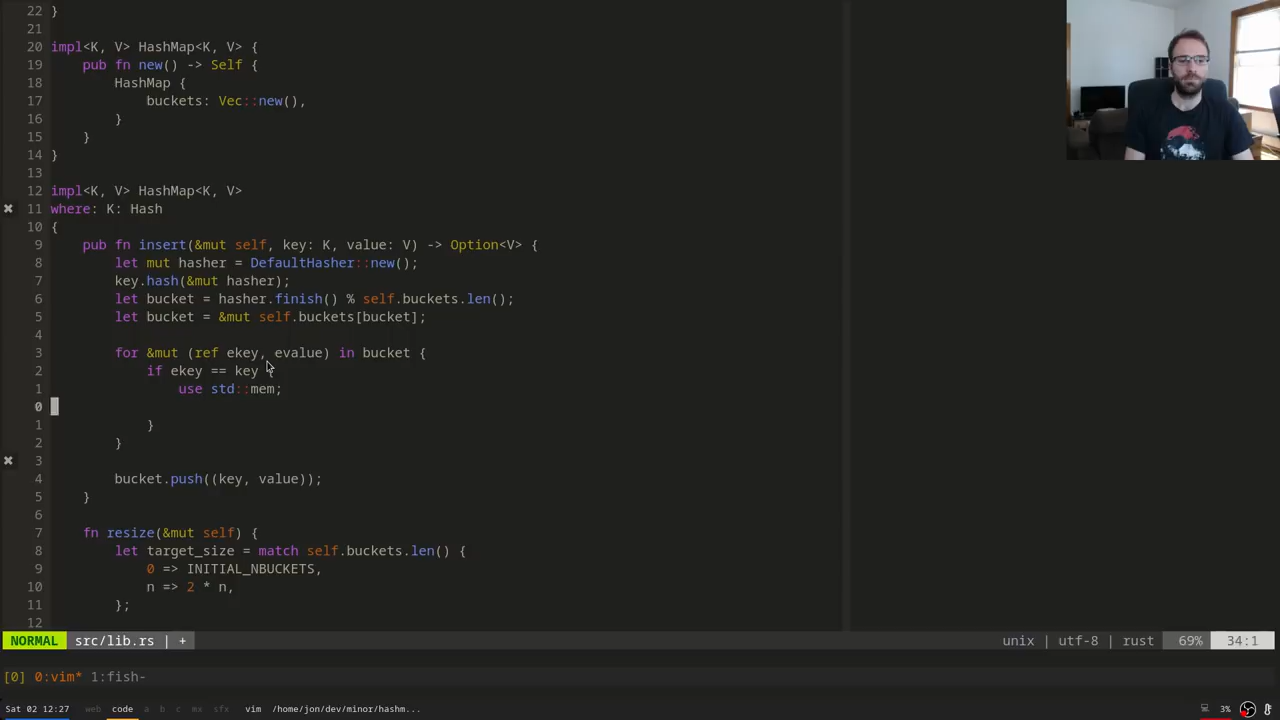 22 }
21
20 impl<K, V> HashMap<K, V> {
19     pub fn new() -> Self {
18         HashMap {
17             buckets: Vec::new(),
16         }
15     }
14 }
13
12 impl<K, V> HashMap<K, V>
✖ 11 where: K: Hash
10 {
9     pub fn insert(&mut self, key: K, value: V) -> Option<V> {
8         let mut hasher = DefaultHasher::new();
7         key.hash(&mut hasher);
6         let bucket = hasher.finish() % self.buckets.len();
5         let bucket = &mut self.buckets[bucket];
4
3         for &mut (ref ekey, evalue) in bucket {
2             if ekey == key {
1                 use std::mem;
0
1             }
2         }
✖ 3
4         bucket.push((key, value));
5     }
6
7     fn resize(&mut self) {
8         let target_size = match self.buckets.len() {
9             0 => INITIAL_NBUCKETS,
10             n => 2 * n,
11         };
12
NORMAL src/lib.rs | + unix | utf-8 | rust 69% 34:1
[0] 0:vim* 1:fish-
Sat 02 12:27 web code a b c mx sfx vim /home/jon/dev/minor/hashm... 3%